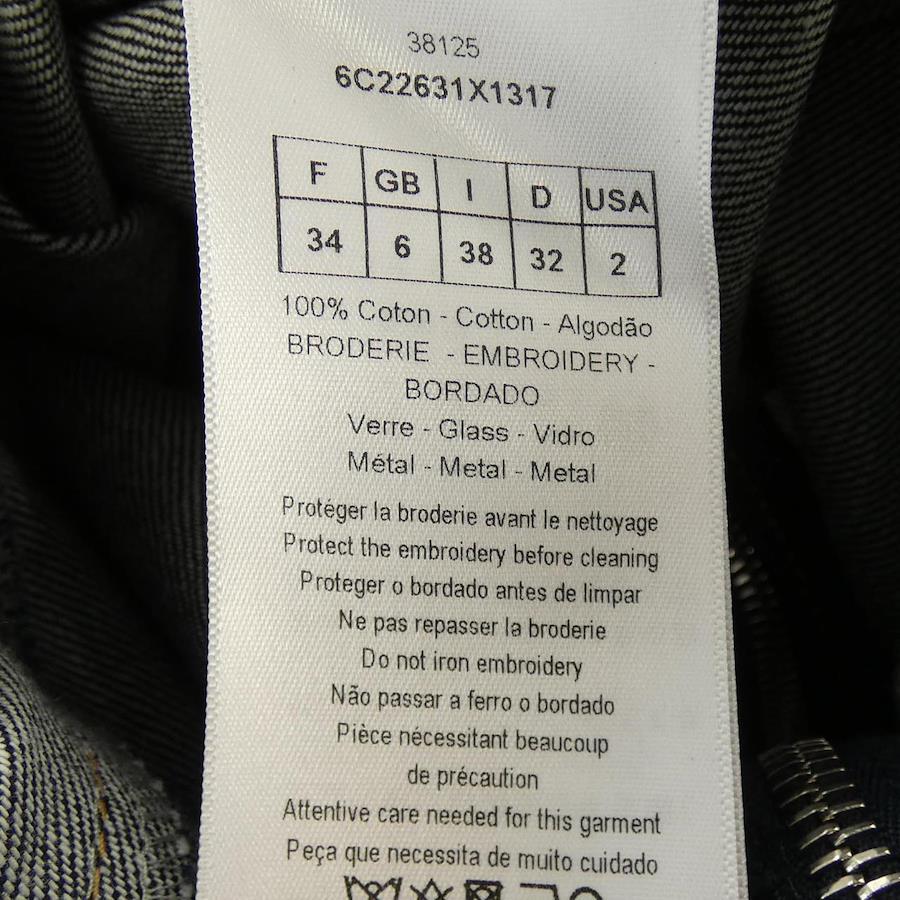 38125
6C22631X1317
F GB I D USA
34 6 38 32 2
100% Coton - Cotton - Algodão
BRODERIE - EMBROIDERY -
BORDADO
Verre - Glass - Vidro
Métal - Metal - Metal
Protéger la broderie avant le nettoyage
Protect the embroidery before cleaning
Proteger o bordado antes de limpar
Ne pas repasser la broderie
Do not iron embroidery
Não passar a ferro o bordado
Pièce nécessitant beaucoup
de précaution
Attentive care needed for this garment
Peça que necessita de muito cuidado